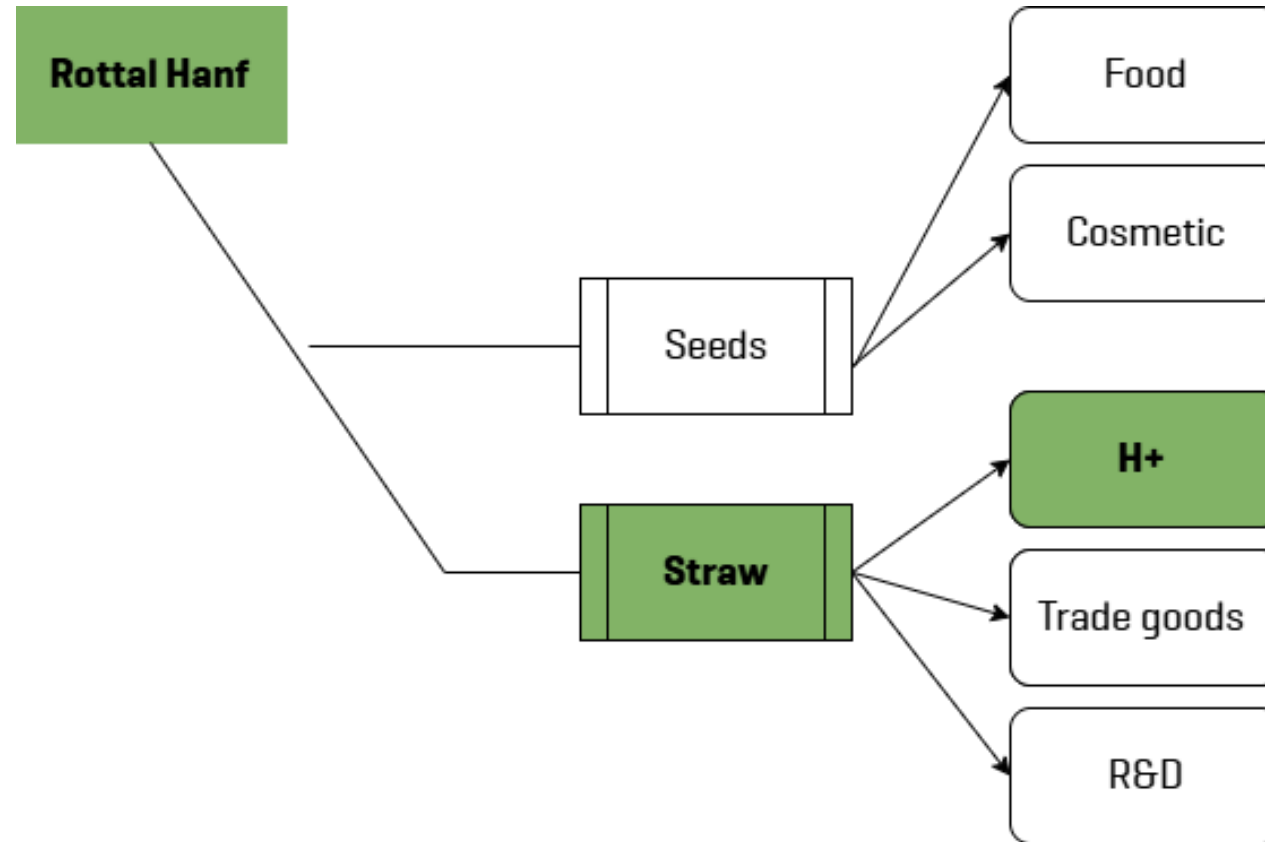 Rottal Hanf
Food
Cosmetic
Seeds
H+
Straw
Trade goods
R&D